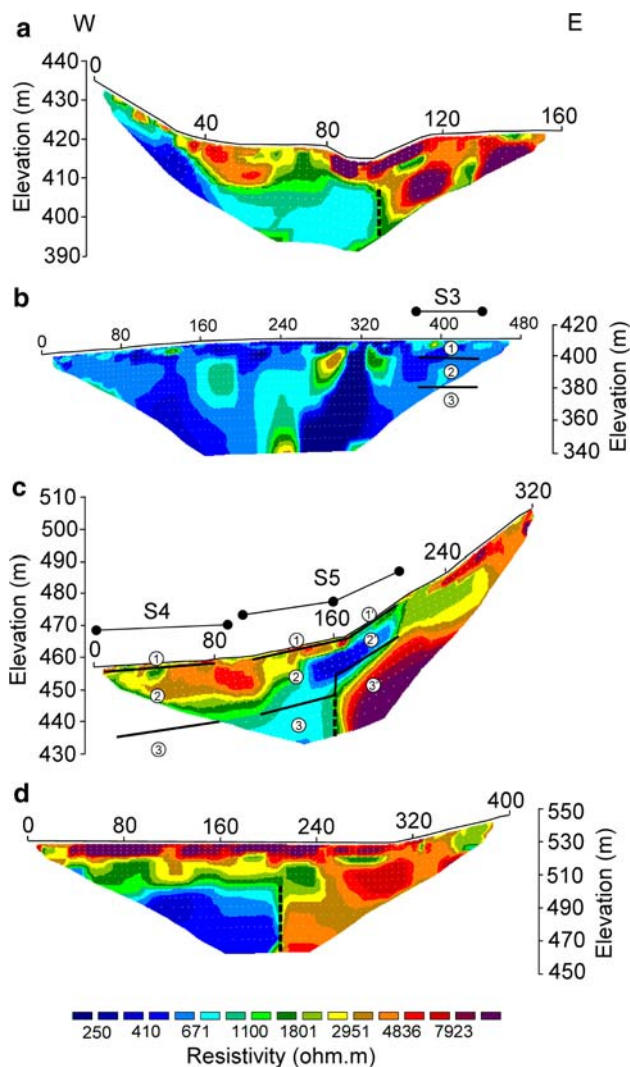 a W E
440
430
420
410
400
390
Elevation (m)
0 40 80 120 160
b S3
0 80 160 240 280 320 400 480
420
400
380
360
340
Elevation (m)
1
2
3
c
510
500
490
480
470
460
450
440
430
Elevation (m)
S4 S5
0 80 160 240 320
1 1 1'
2 2 2'
3 3 3'
d
0 80 160 240 320 400
550
530
510
490
470
450
Elevation (m)
250 410 671 1100 1801 2951 4836 7923
Resistivity (ohm.m)